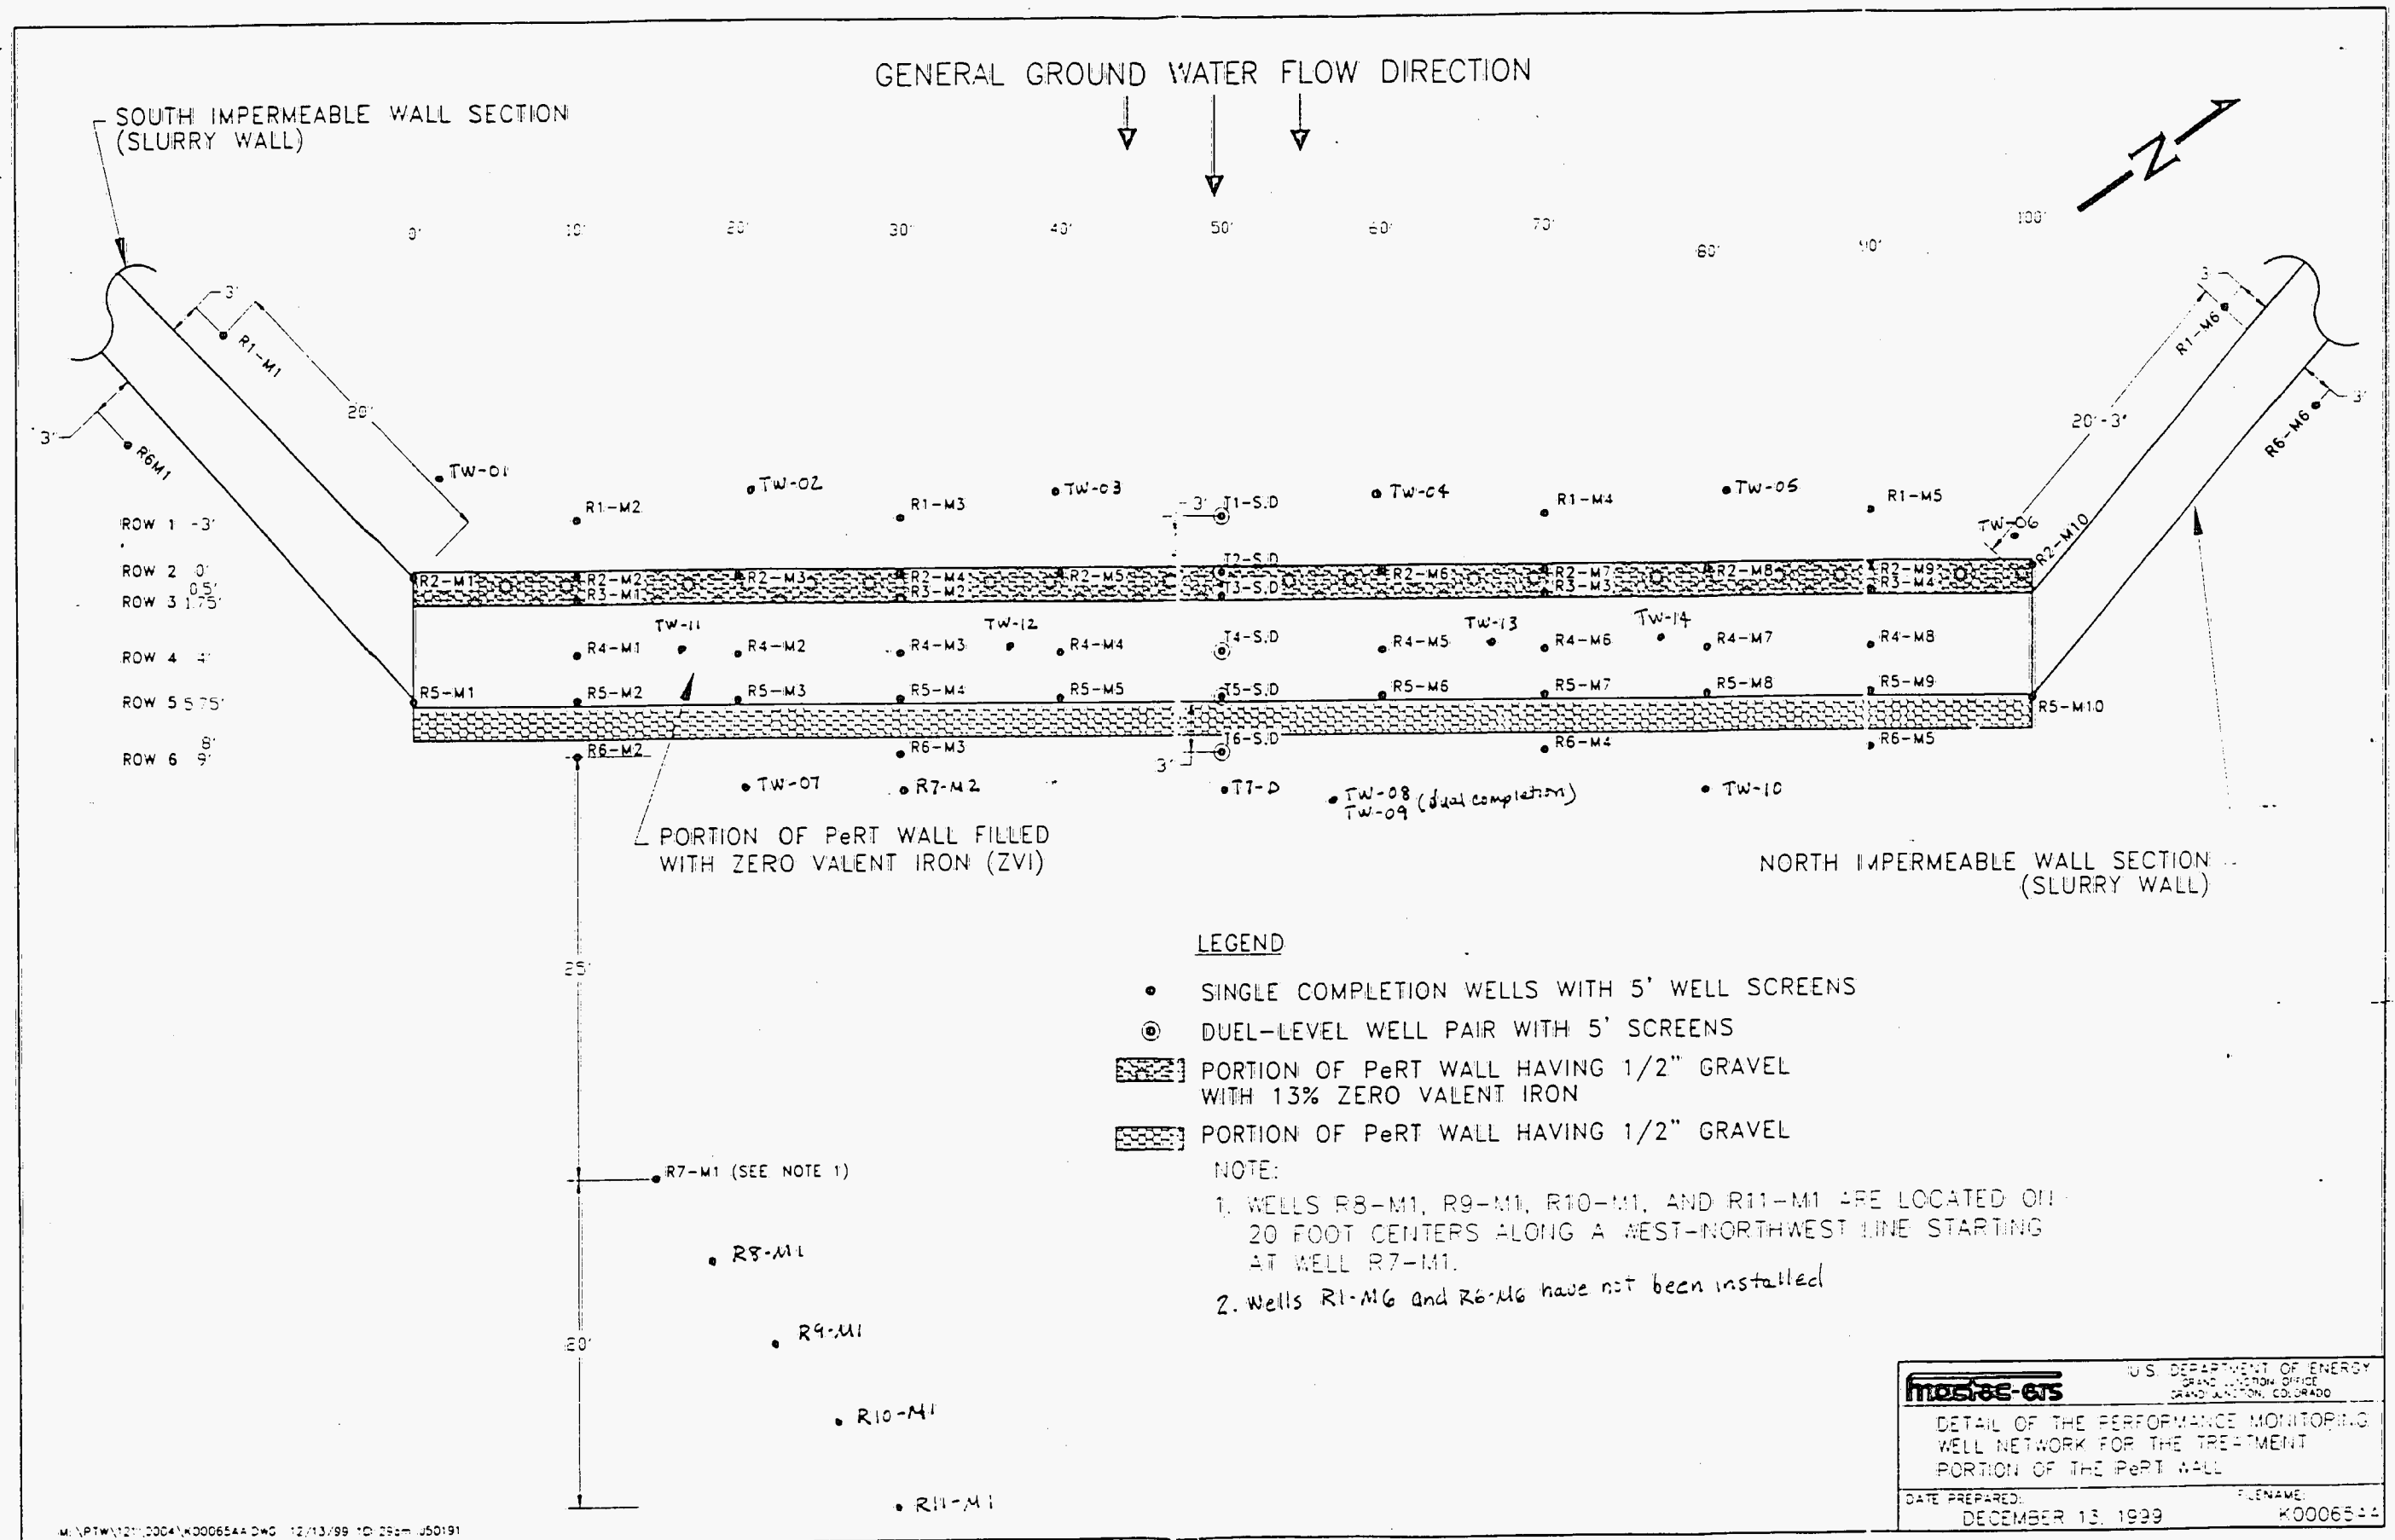 GENERAL GROUND WATER FLOW DIRECTION
SOUTH IMPERMEABLE WALL SECTION
(SLURRY WALL)
N
0' 10' 20' 30' 40' 50' 60' 70' 80' 90' 100'
3'
R1-M1
20'
3'
R6M1
3
R1-M6
20'-3"
3'
R6-M6
TW-01
TW-02
TW-03
TW-04
TW-05
TW-06
ROW 1 -3'
R1-M2
R1-M3
3'
T1-S,D
R1-M4
R1-M5
ROW 2 0'
R2-M1 R2-M2 R2-M3 R2-M4 R2-M5 T2-S,D R2-M6 R2-M7 R2-M8 R2-M9 R2-M10
0.5'
ROW 3 1.75'
R3-M1 R3-M2 T3-S,D R3-M3 R3-M4
TW-11 TW-12 TW-13 TW-14
ROW 4 4'
R4-M1 R4-M2 R4-M3 R4-M4 T4-S,D R4-M5 R4-M6 R4-M7 R4-M8
ROW 5 5.75'
R5-M1 R5-M2 R5-M3 R5-M4 R5-M5 T5-S,D R5-M6 R5-M7 R5-M8 R5-M9 R5-M10
8'
ROW 6 9'
R6-M2 R6-M3 T6-S,D R6-M4 R6-M5
3'
TW-07
R7-M2
T7-D
TW-08
TW-09 (dual completion)
TW-10
PORTION OF PeRT WALL FILLED
WITH ZERO VALENT IRON (ZVI)
NORTH IMPERMEABLE WALL SECTION
(SLURRY WALL)
25'
R7-M1 (SEE NOTE 1)
R8-M1
R9-M1
R10-M1
R11-M1
LEGEND
SINGLE COMPLETION WELLS WITH 5' WELL SCREENS
DUEL-LEVEL WELL PAIR WITH 5' SCREENS
PORTION OF PeRT WALL HAVING 1/2" GRAVEL
WITH 13% ZERO VALENT IRON
PORTION OF PeRT WALL HAVING 1/2" GRAVEL
NOTE:
1. WELLS R8-M1, R9-M1, R10-M1, AND R11-M1 ARE LOCATED ON
20 FOOT CENTERS ALONG A WEST-NORTHWEST LINE STARTING
AT WELL R7-M1.
2. Wells R1-M6 and R6-M6 have not been installed
U.S. DEPARTMENT OF ENERGY
GRAND JUNCTION OFFICE
GRAND JUNCTION, COLORADO
DETAIL OF THE PERFORMANCE MONITORING
WELL NETWORK FOR THE TREATMENT
PORTION OF THE PeRT WALL
DATE PREPARED:
DECEMBER 13, 1999
FILENAME:
K0006544